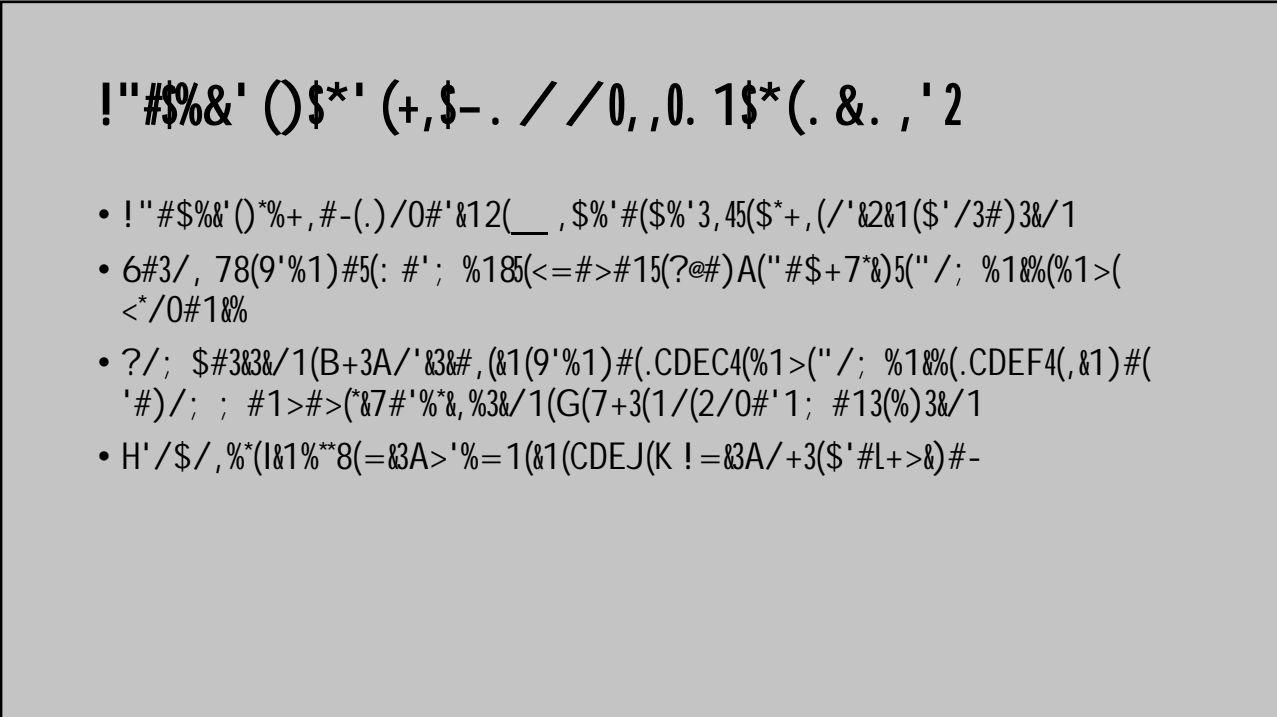 !"#$%&'()$*'(+,$-.//0,,0.1$*(.&.,'2
• !"#$%&'()*%+,#-(.)/0#'&12(__ ,$%'#($%'3,45($*+,(/'&2&1($'/3#)3&/1
• 6#3/,78(9'%1)#5(:#';%185(<=#>#15(?@#)A("#$+7*&)5("/;%1&%(%1>(
<*/0#1&%
• ?/;$#3&3&/1(B+3A/'&3&#,(&1(9'%1)#(.CDEC4(%1>("/;%1&%(.CDEF4(,&1)#(
'#)/;;#1>#>(*&7#'%*&,%3&/1(G(7+3(1/(2/0#'1;#13(%)3&/1
• H'/$/,%*(I&1%**8(=&3A>'%=1(&1(CDEJ(K !=&3A/+3($'#L+>&)#-